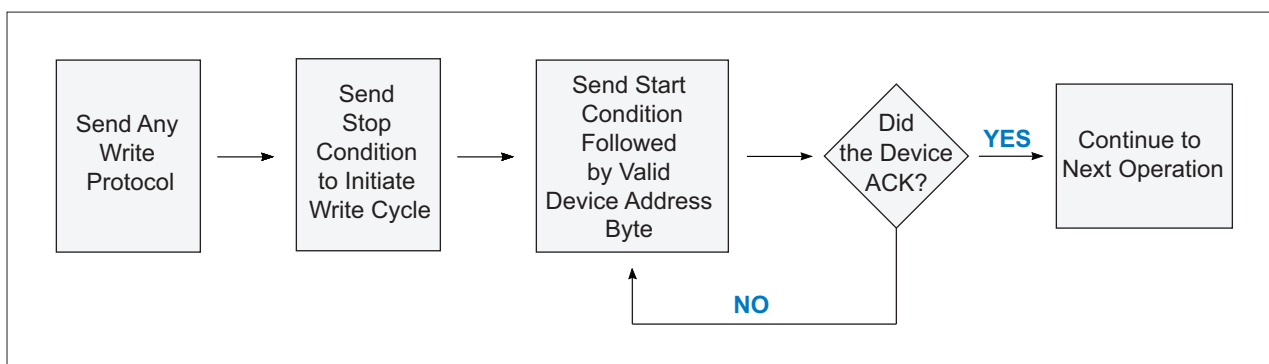 Send Any
Write
Protocol
Send
Stop
Condition
to Initiate
Write Cycle
Send Start
Condition
Followed
by Valid
Device Address
Byte
Did
the Device
ACK?
YES
Continue to
Next Operation
NO